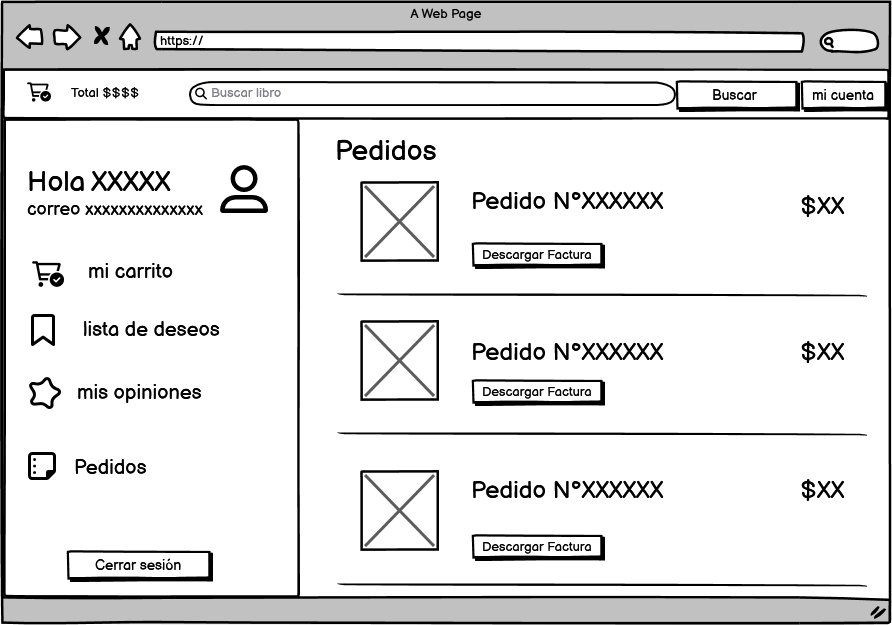 A Web Page
https://
Total $$$$
Buscar libro
Buscar
mi cuenta
Hola XXXXX
correo xxxxxxxxxxxxxx
mi carrito
lista de deseos
mis opiniones
Pedidos
Cerrar sesión
Pedidos
Pedido N°XXXXXX
$XX
Descargar Factura
Pedido N°XXXXXX
$XX
Descargar Factura
Pedido N°XXXXXX
$XX
Descargar Factura